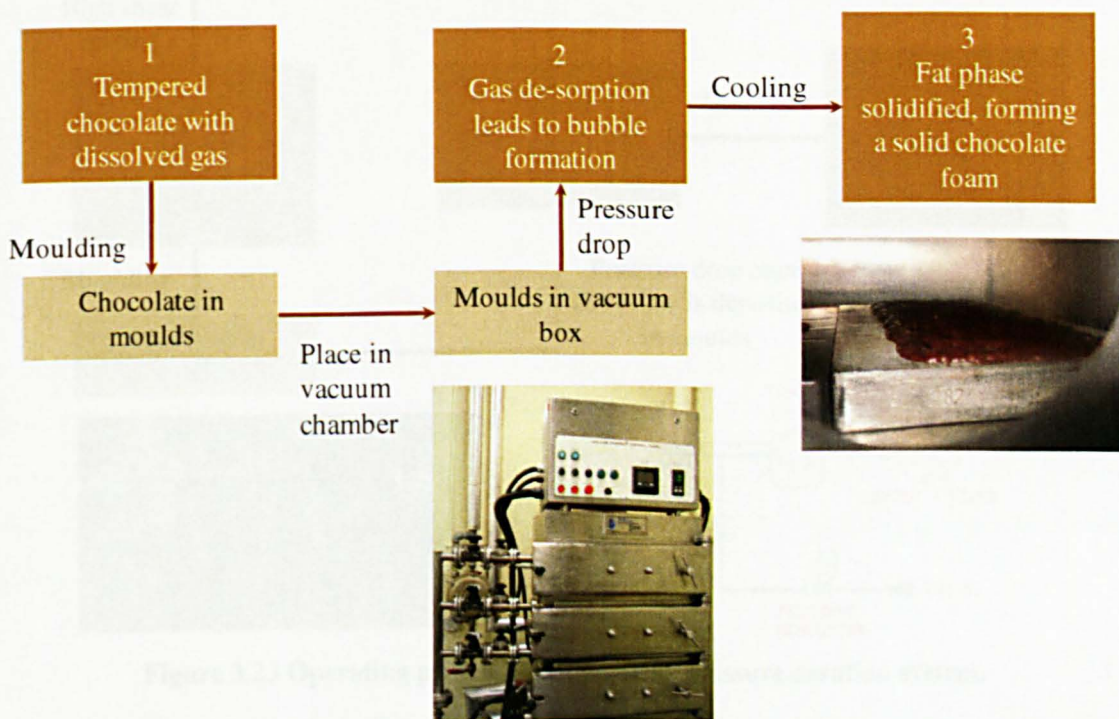 1
Tempered
chocolate with
dissolved gas
Moulding
Chocolate in
moulds
Place in
vacuum
chamber
Moulds in vacuum
box
Pressure
drop
2
Gas de-sorption
leads to bubble
formation
Cooling
3
Fat phase
solidified, forming
a solid chocolate
foam